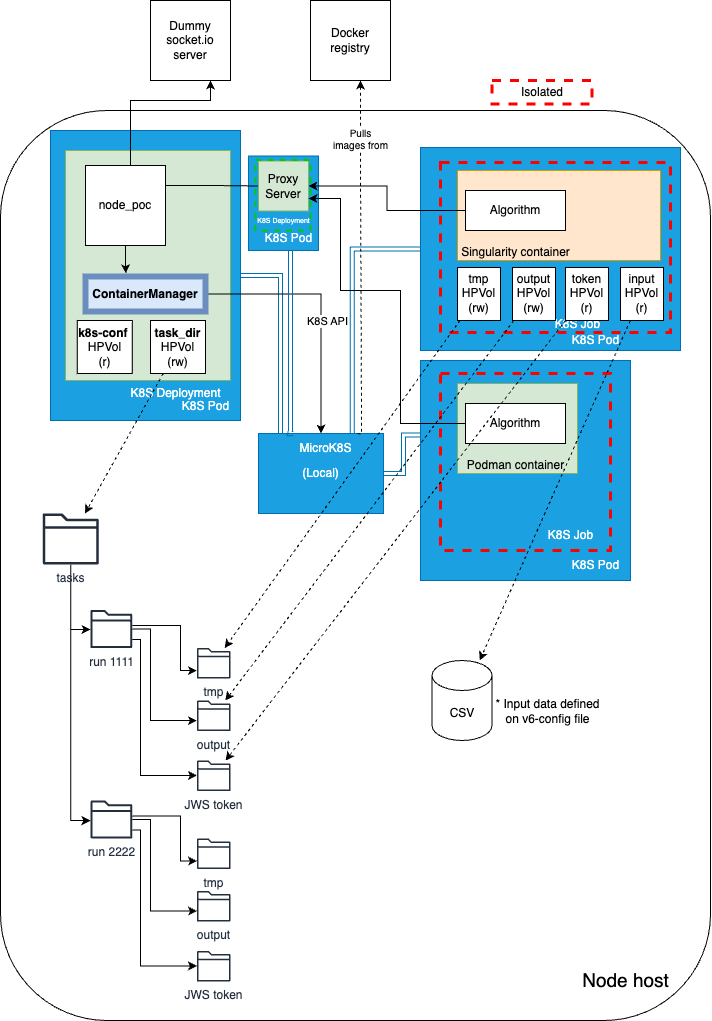 Dummy
socket.io
server
Docker
registry
Isolated
Pulls
images from
node_poc
ContainerManager
k8s-conf
HPVol
(r)
task_dir
HPVol
(rw)
K8S Deployment
K8S Pod
Proxy
Server
K8S Deployment
K8S Pod
K8S API
MicroK8S
(Local)
Algorithm
Singularity container
tmp
HPVol
(rw)
output
HPVol
(rw)
token
HPVol
(r)
input
HPVol
(r)
K8S Job
K8S Pod
Algorithm
Podman container
K8S Job
K8S Pod
tasks
run 1111
tmp
output
JWS token
run 2222
tmp
output
JWS token
CSV
* Input data defined
on v6-config file
Node host